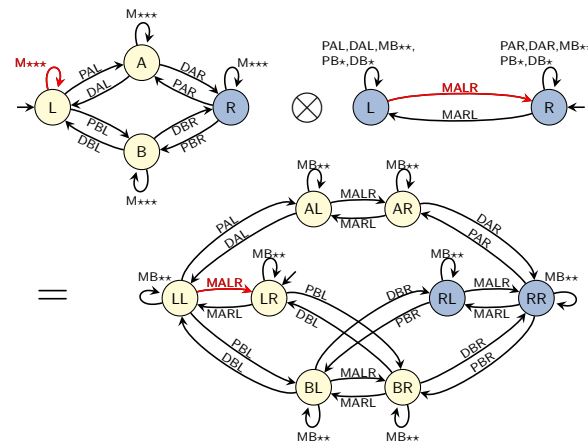 M⋆⋆⋆
PAL,DAL,MB⋆⋆,
PB⋆,DB⋆
PAR,DAR,MB⋆⋆
PB⋆,DB⋆
M⋆⋆⋆
PAL
A
DAR
M⋆⋆⋆
DAL
PAR
MALR
L
R
⊗
L
R
PBL
DBR
MARL
DBL
B
PBR
M⋆⋆⋆
MB⋆⋆
MB⋆⋆
PAL
AL
MALR
AR
DAR
MARL
DAL
PAR
MB⋆⋆
MB⋆⋆
MB⋆⋆
MB⋆⋆
MALR
PBL
DBR
MALR
=
LL
LR
RL
RR
MARL
DBL
PBR
MARL
PBL
DBR
DBL
MALR
PBR
BL
BR
MARL
MB⋆⋆
MB⋆⋆